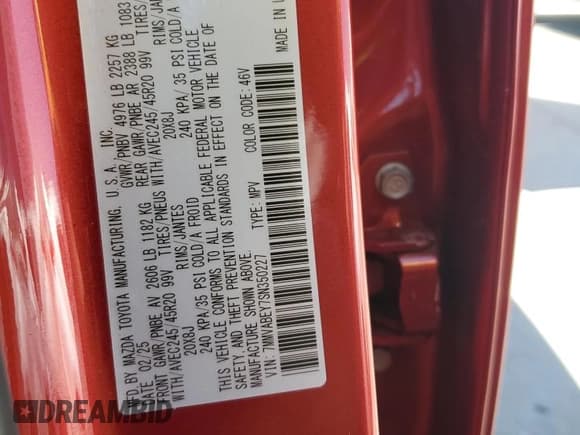 MFD BY MAZDA TOYOTA MANUFACTURING, U.S.A., INC.
DATE 02/25 GVWR/PNBV 4976 LB 2257 KG
FRONT GAWR/PNBE AV 2606 LB 1182 KG REAR GAWR/PNBE AR 2388 LB 1083
WITH/AVEC245/45R20 99V TIRES/PNEUS WITH/AVEC245/45R20 99V TIRES/
20X8J RIMS/JANTES 20X8J RIMS/JAN
240 KPA/35 PSI COLD/A FROID 240 KPA/ 35 PSI COLD/A
THIS VEHICLE CONFORMS TO ALL APPLICABLE FEDERAL MOTOR VEHICLE
SAFETY, AND THEFT PREVENTION STANDARDS IN EFFECT ON THE DATE OF
MANUFACTURE SHOWN ABOVE.
VIN: 7MMVABEY7SN350227 TYPE: MPV COLOR CODE: 46V MADE IN U
DREAMBID